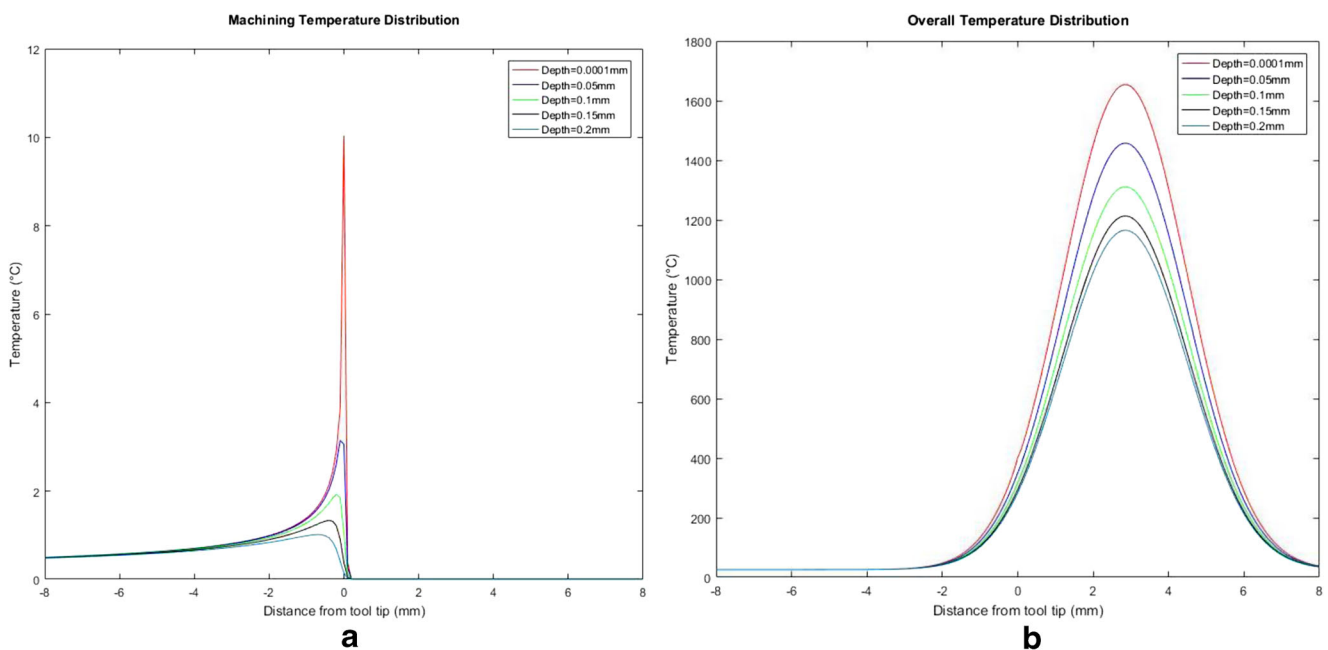 Machining Temperature Distribution
12
10
8
6
4
2
0
Temperature (°C)
Depth=0.0001mm
Depth=0.05mm
Depth=0.1mm
Depth=0.15mm
Depth=0.2mm
-8 -6 -4 -2 0 2 4 6 8
Distance from tool tip (mm)
a
Overall Temperature Distribution
1800
1600
1400
1200
1000
800
600
400
200
0
Temperature (°C)
Depth=0.0001mm
Depth=0.05mm
Depth=0.1mm
Depth=0.15mm
Depth=0.2mm
-8 -6 -4 -2 0 2 4 6 8
Distance from tool tip (mm)
b